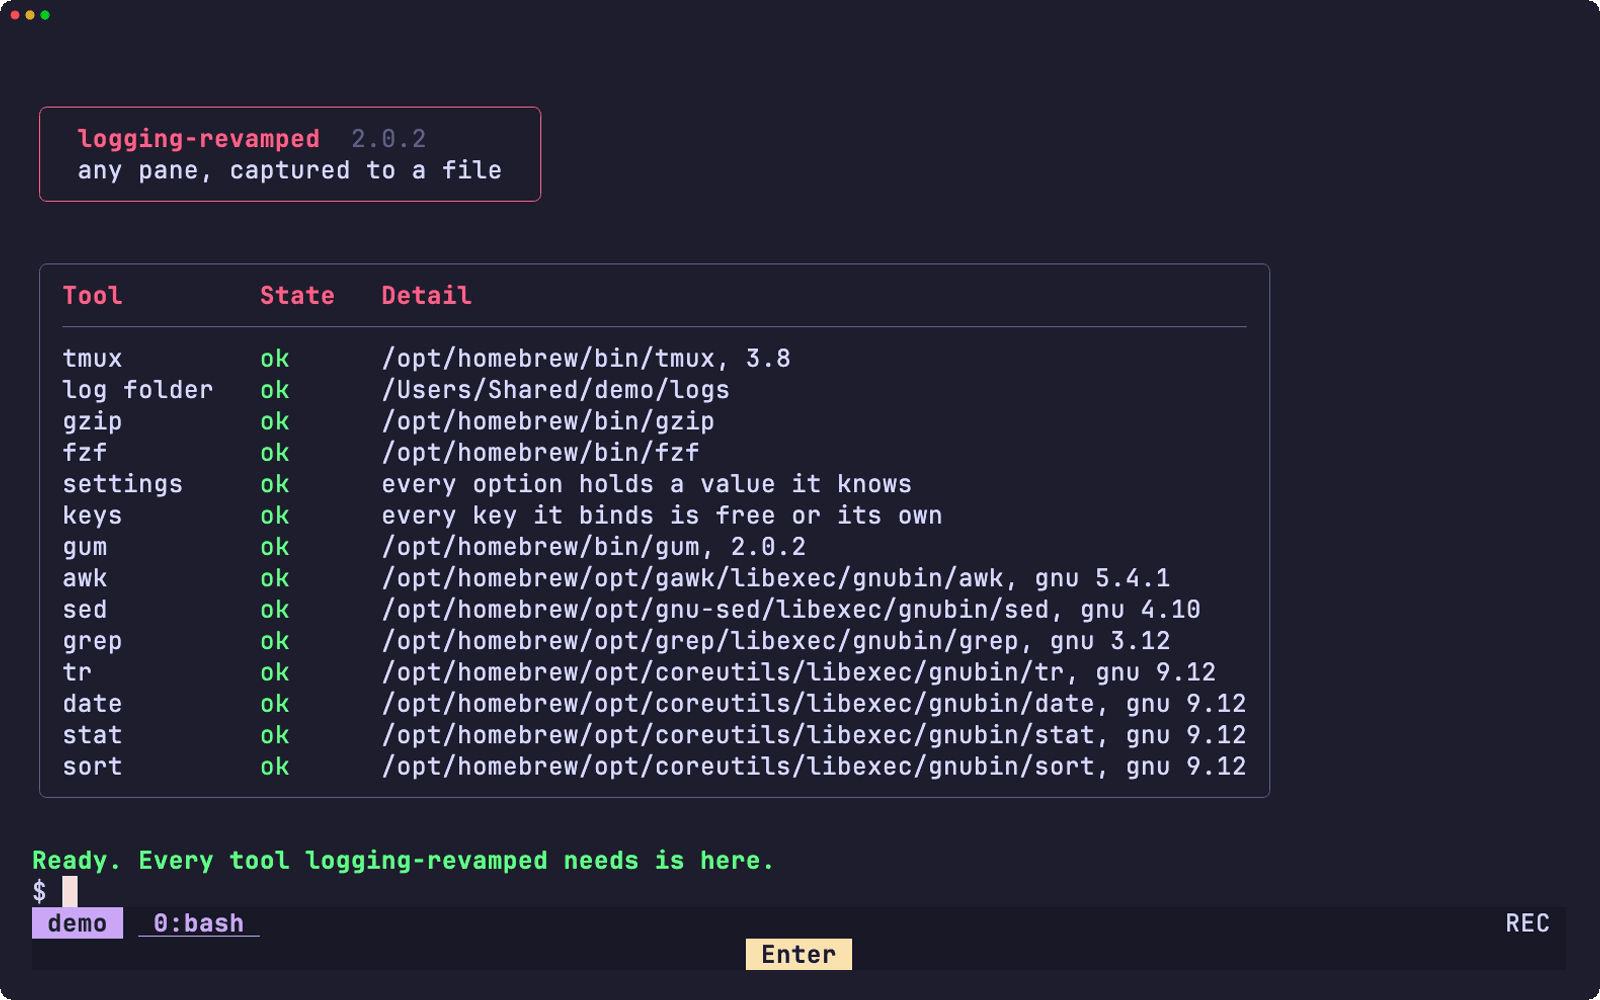 logging-revamped 2.0.2
any pane, captured to a file
Tool State Detail
tmux ok /opt/homebrew/bin/tmux, 3.8
log folder ok /Users/Shared/demo/logs
gzip ok /opt/homebrew/bin/gzip
fzf ok /opt/homebrew/bin/fzf
settings ok every option holds a value it knows
keys ok every key it binds is free or its own
gum ok /opt/homebrew/bin/gum, 2.0.2
awk ok /opt/homebrew/opt/gawk/libexec/gnubin/awk, gnu 5.4.1
sed ok /opt/homebrew/opt/gnu-sed/libexec/gnubin/sed, gnu 4.10
grep ok /opt/homebrew/opt/grep/libexec/gnubin/grep, gnu 3.12
tr ok /opt/homebrew/opt/coreutils/libexec/gnubin/tr, gnu 9.12
date ok /opt/homebrew/opt/coreutils/libexec/gnubin/date, gnu 9.12
stat ok /opt/homebrew/opt/coreutils/libexec/gnubin/stat, gnu 9.12
sort ok /opt/homebrew/opt/coreutils/libexec/gnubin/sort, gnu 9.12
Ready. Every tool logging-revamped needs is here.
$
demo 0:bash REC
Enter